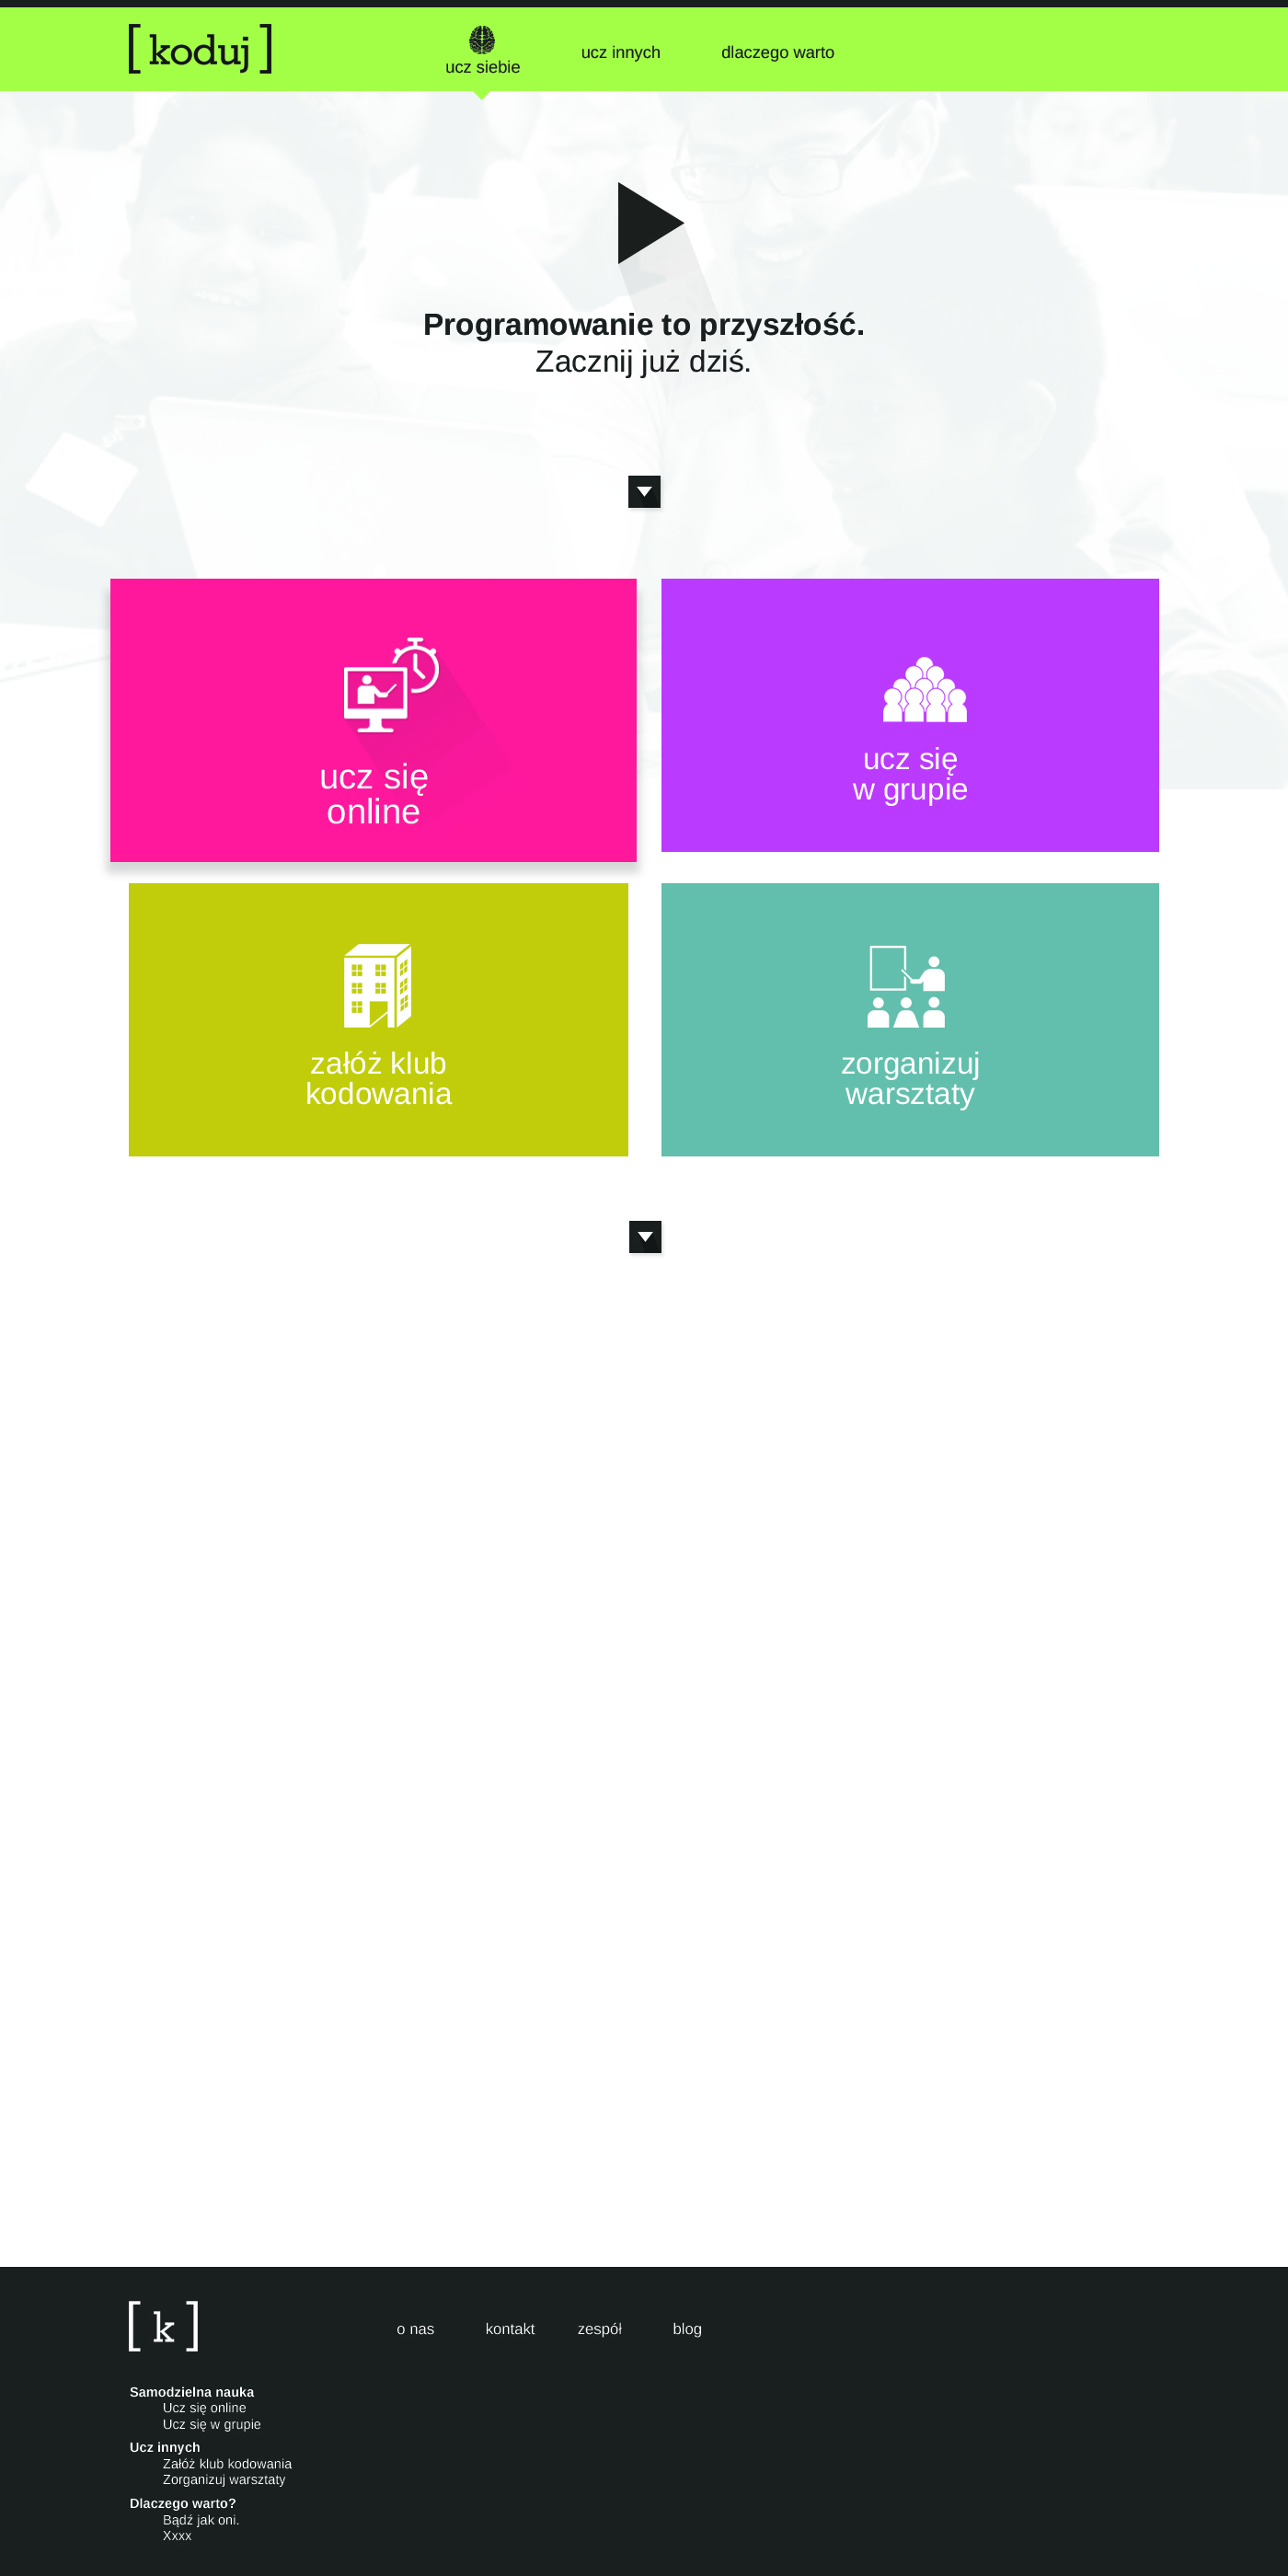 [ koduj ]
ucz siebie
ucz innych
dlaczego warto
Programowanie to przyszłość.
Zacznij już dziś.
ucz się
online
ucz się
w grupie
załóż klub
kodowania
zorganizuj
warsztaty
[ k ]
o nas
kontakt
zespół
blog
Samodzielna nauka
Ucz się online
Ucz się w grupie
Ucz innych
Załóż klub kodowania
Zorganizuj warsztaty
Dlaczego warto?
Bądź jak oni.
Xxxx